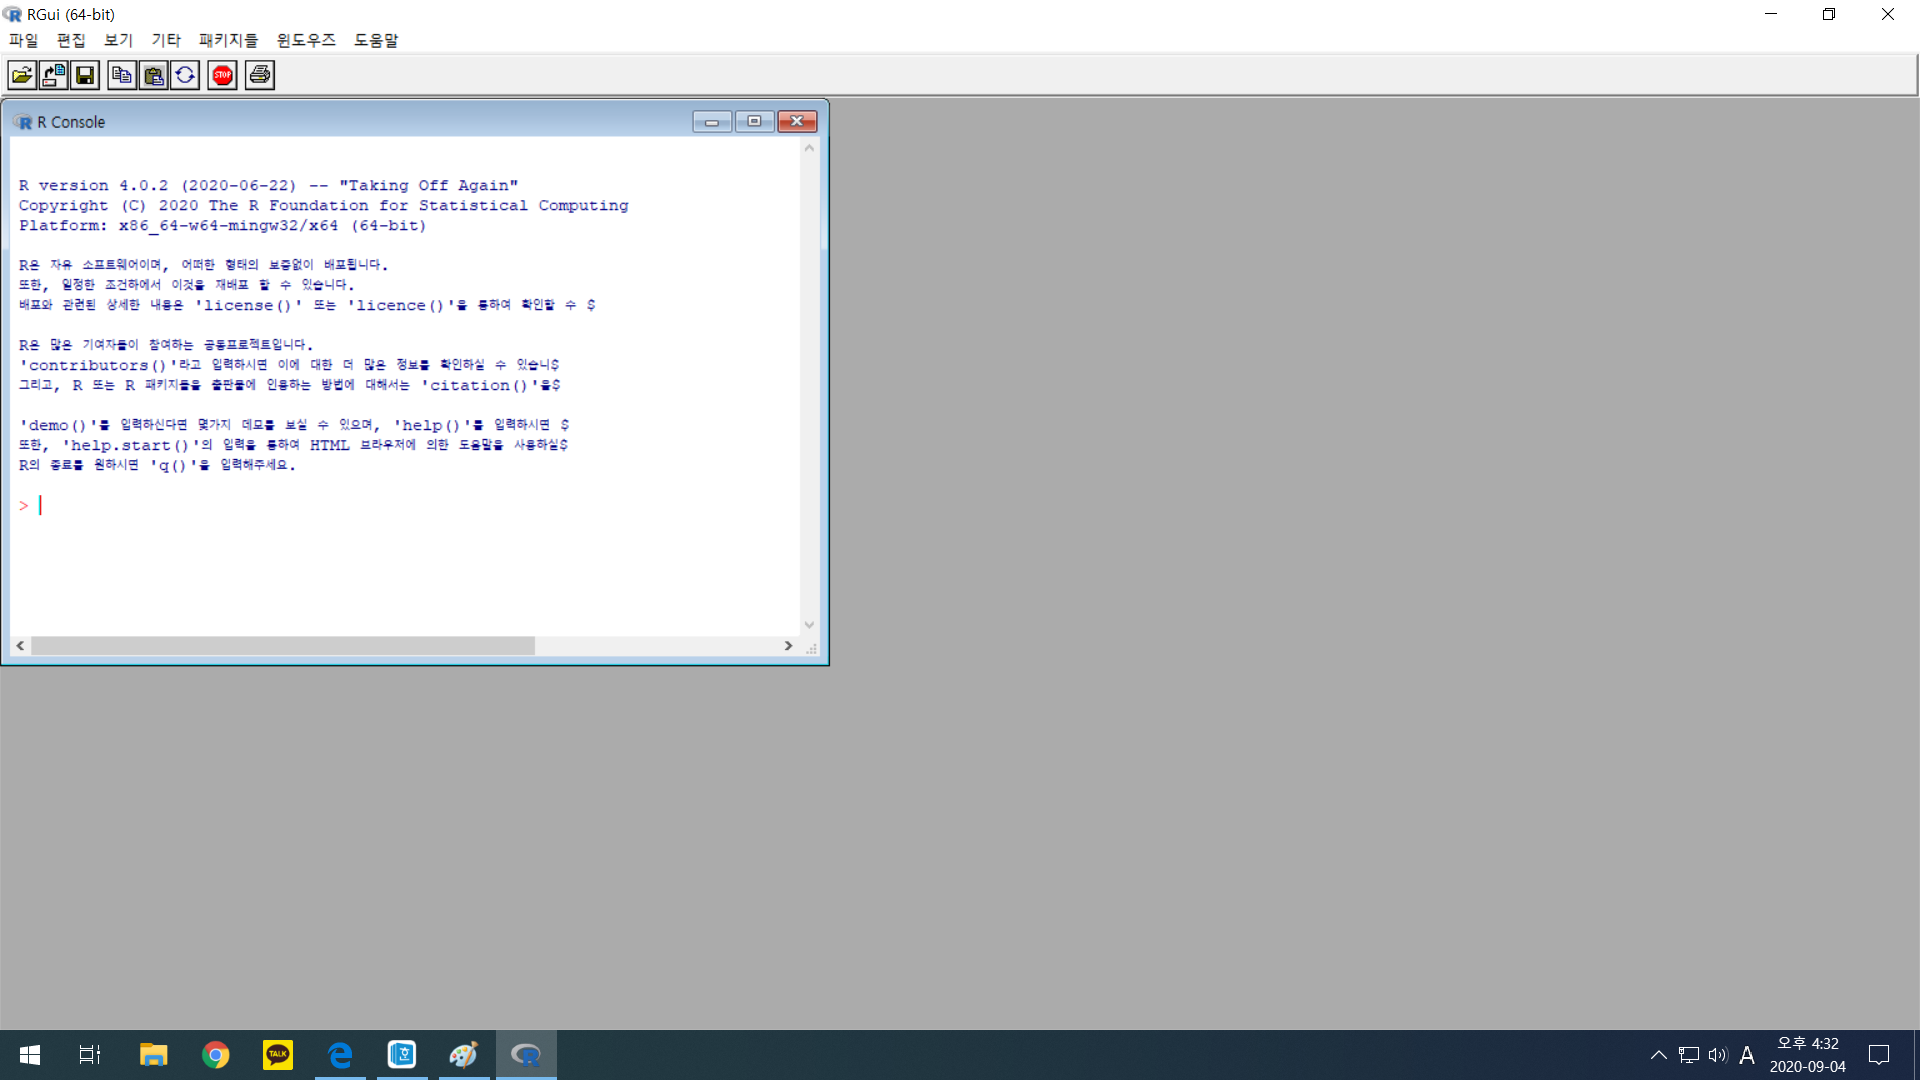 RGui (64-bit)
파일 편집 보기 기타 패키지들 윈도우즈 도움말
STOP
R Console
R version 4.0.2 (2020-06-22) -- "Taking Off Again"
Copyright (C) 2020 The R Foundation for Statistical Computing
Platform: x86_64-w64-mingw32/x64 (64-bit)
R은 자유 소프트웨어이며, 어떠한 형태의 보증없이 배포됩니다.
또한, 일정한 조건하에서 이것을 재배포 할 수 있습니다.
배포와 관련된 상세한 내용은 'license()' 또는 'licence()'을 통하여 확인할 수 $
R은 많은 기여자들이 참여하는 공동프로젝트입니다.
'contributors()'라고 입력하시면 이에 대한 더 많은 정보를 확인하실 수 있습니$
그리고, R 또는 R 패키지들을 출판물에 인용하는 방법에 대해서는 'citation()'을$
'demo()'를 입력하신다면 몇가지 데모를 보실 수 있으며, 'help()'를 입력하시면 $
또한, 'help.start()'의 입력을 통하여 HTML 브라우저에 의한 도움말을 사용하실$
R의 종료를 원하시면 'q()'을 입력해주세요.
>
TALK
A
오후 4:32
2020-09-04